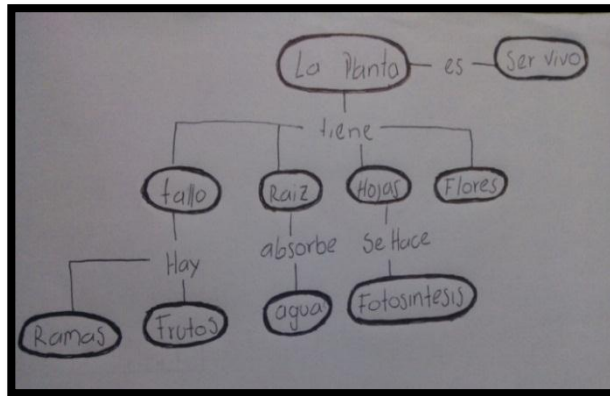 La Planta es Ser vivo
tiene
tallo Raiz Hojas Flores
Hay absorbe Se Hace
Ramas Frutos agua Fotosintesis